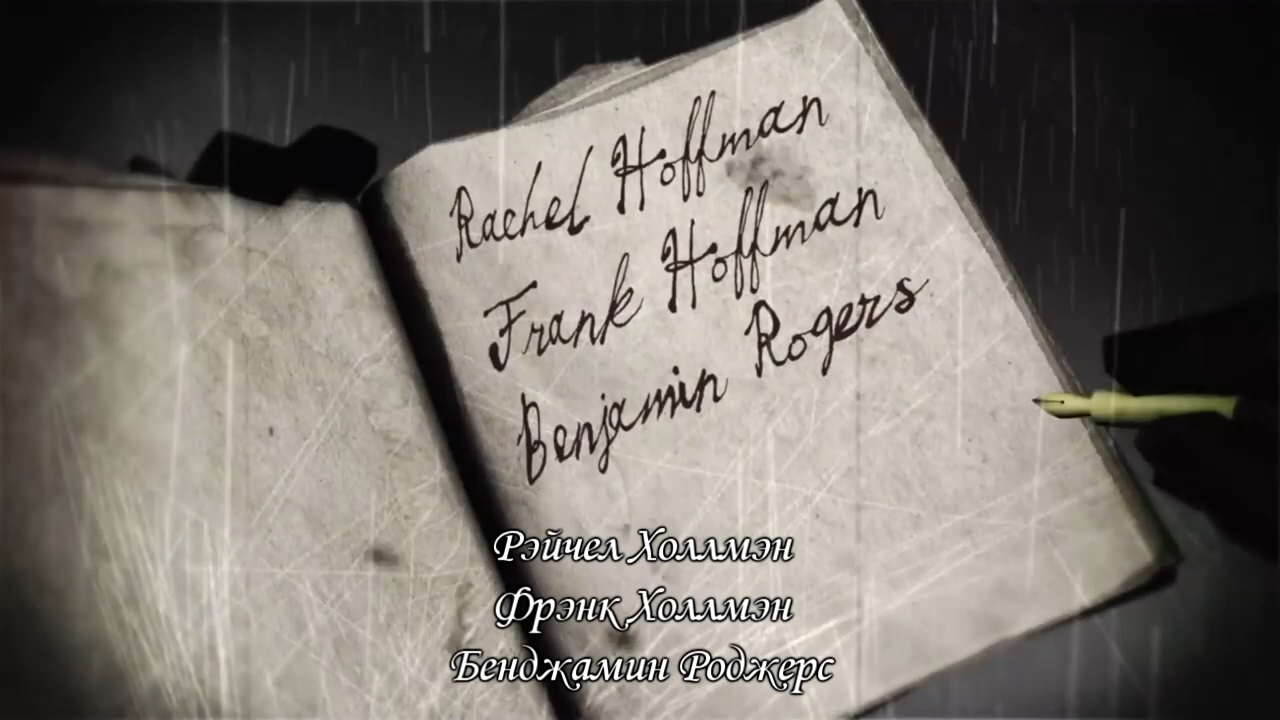 Rachel Hoffman
Frank Hoffman
Benjamin Rogers
Рэйчел Холлмэн
Фрэнк Холлмэн
Бенджамин Роджерс